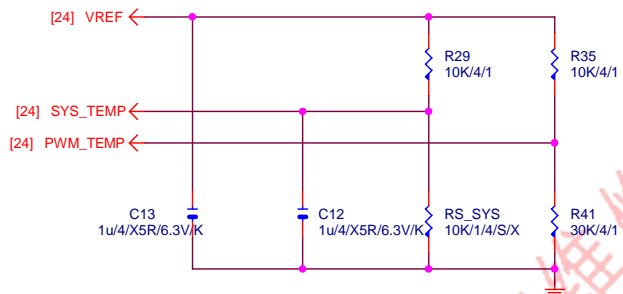 [24] VREF
R29
10K/4/1
R35
10K/4/1
[24] SYS_TEMP
[24] PWM_TEMP
C13
1u/4/X5R/6.3V/K
C12
1u/4/X5R/6.3V/K
RS_SYS
10K/1/4/S/X
R41
30K/4/1
维